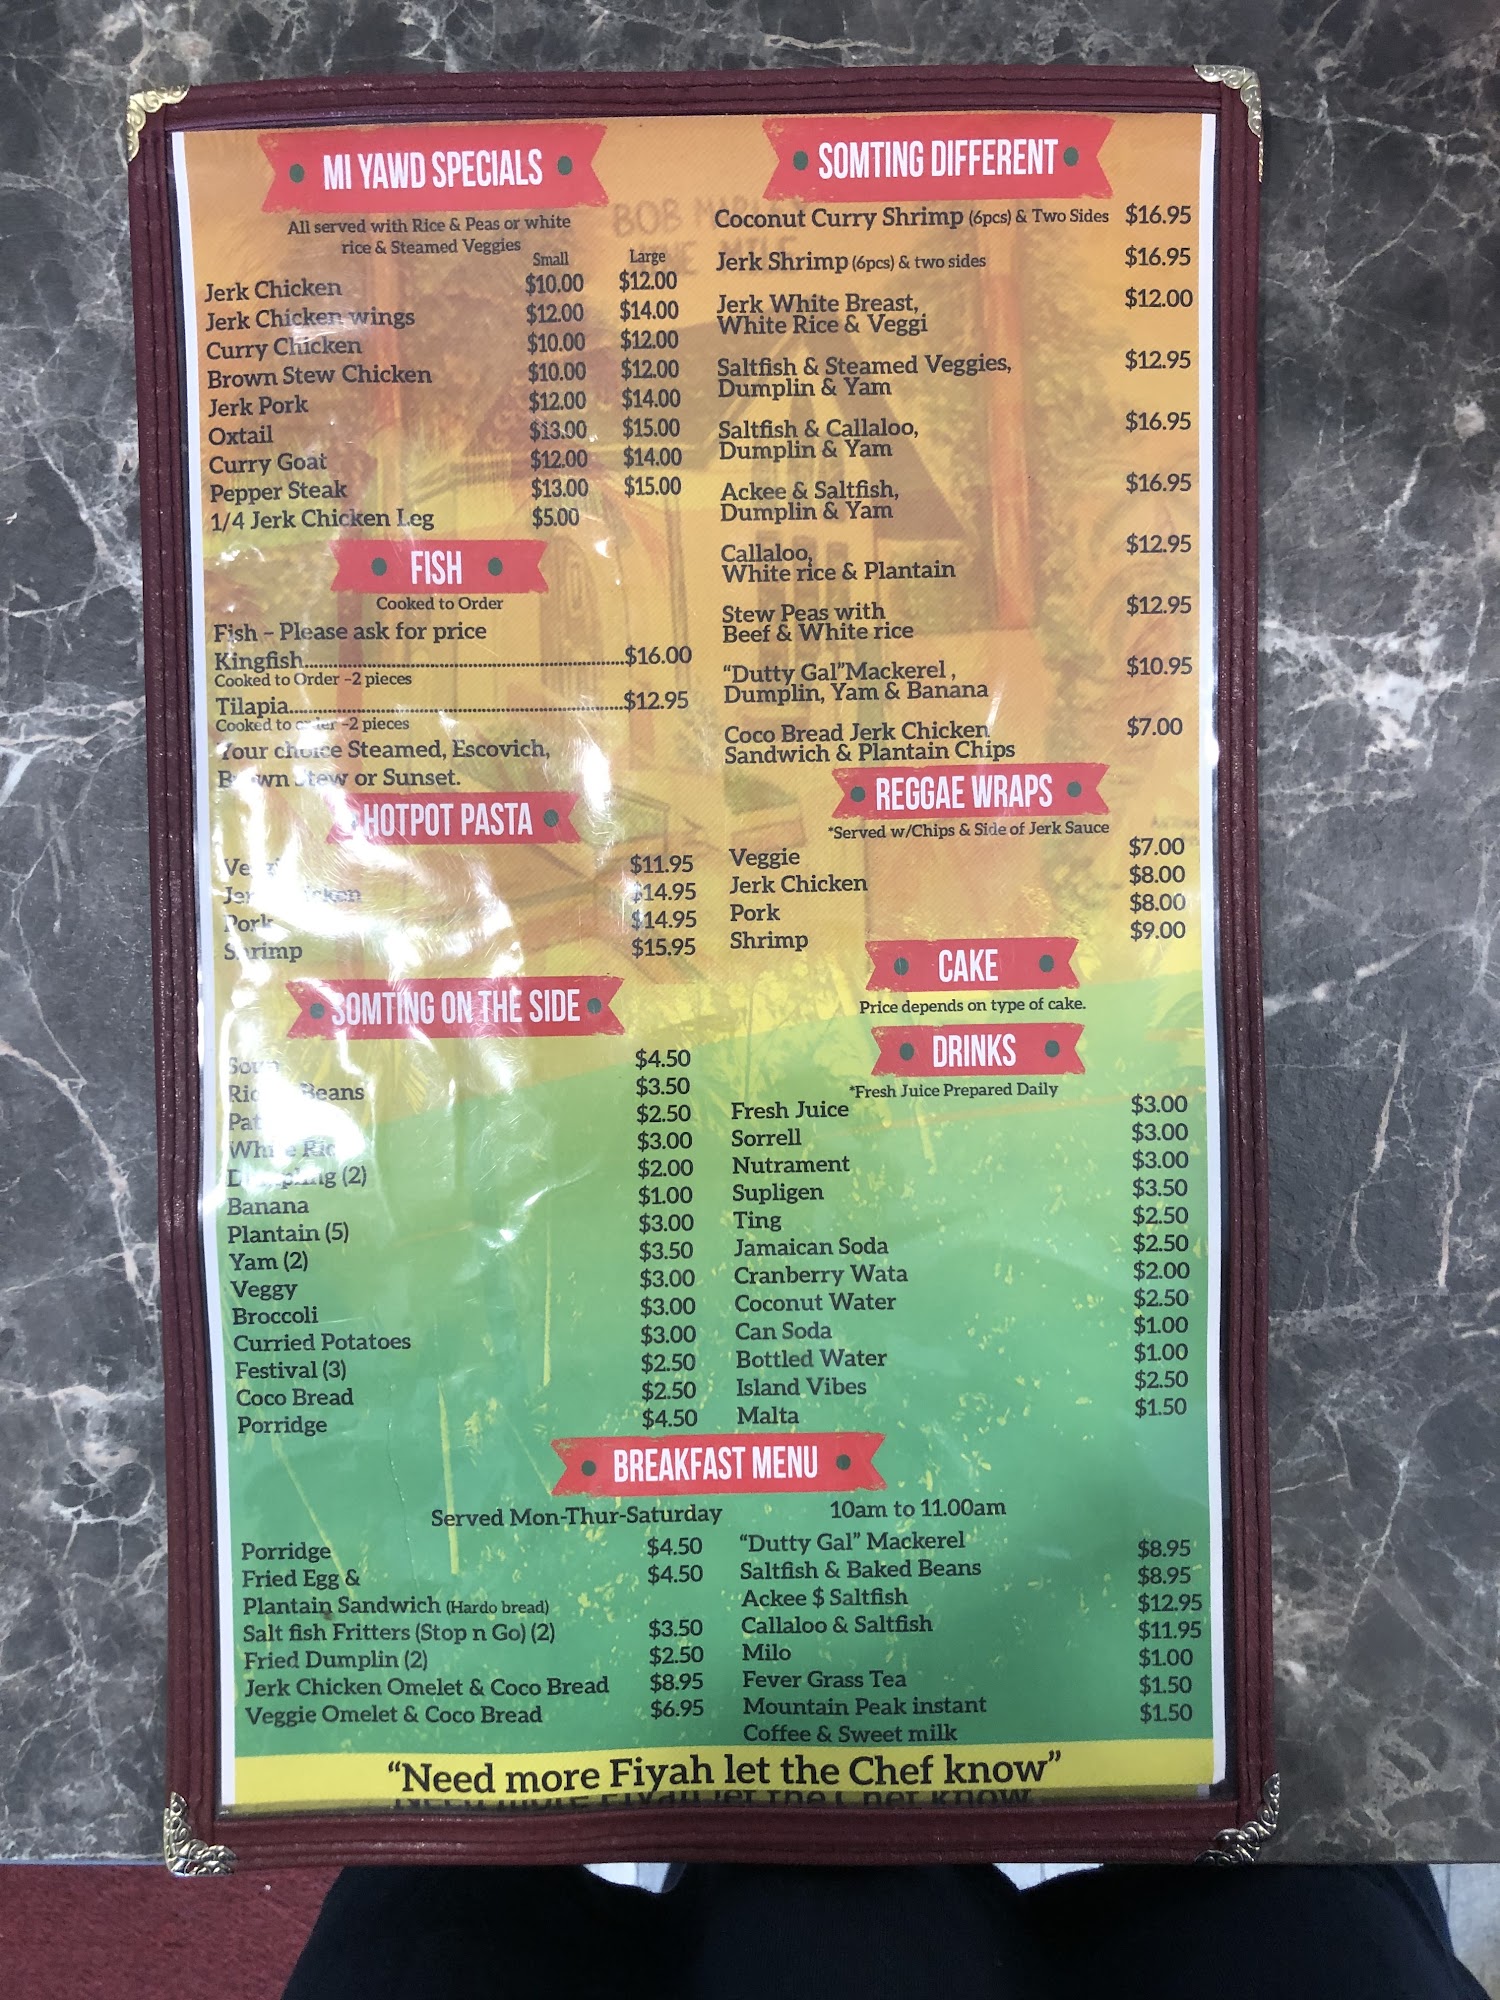 MI YAWD SPECIALS
All served with Rice & Peas or white
rice & Steamed Veggies
Small Large
Jerk Chicken $10.00 $12.00
Jerk Chicken wings $12.00 $14.00
Curry Chicken $10.00 $12.00
Brown Stew Chicken $10.00 $12.00
Jerk Pork $12.00 $14.00
Oxtail $13.00 $15.00
Curry Goat $12.00 $14.00
Pepper Steak $13.00 $15.00
1/4 Jerk Chicken Leg $5.00
FISH
Cooked to Order
Fish - Please ask for price
Kingfish $16.00
Cooked to Order -2 pieces
Tilapia $12.95
Cooked to -2 pieces
Your choice Steamed, Escovich,
Brown Stew or Sunset.
HOTPOT PASTA
$11.95
$14.95
Pork $14.95
Shrimp $15.95
SOMTING ON THE SIDE
Soup $4.50
Beans $3.50
$2.50
White $3.00
(2) $2.00
Banana $1.00
Plantain (5) $3.00
Yam (2) $3.50
Veggy $3.00
Broccoli $3.00
Curried Potatoes $3.00
Festival (3) $2.50
Coco Bread $2.50
Porridge $4.50
SOMTING DIFFERENT
BOB MARLEY
NINE MILE
Coconut Curry Shrimp (6pcs) & Two Sides $16.95
Jerk Shrimp (6pcs) & two sides $16.95
Jerk White Breast, $12.00
White Rice & Veggi
Saltfish & Steamed Veggies, $12.95
Dumplin & Yam
Saltfish & Callaloo, $16.95
Dumplin & Yam
Ackee & Saltfish, $16.95
Dumplin & Yam
Callaloo, $12.95
White rice & Plantain
Stew Peas with $12.95
Beef & White rice
"Dutty Gal"Mackerel , $10.95
Dumplin, Yam & Banana
Coco Bread Jerk Chicken $7.00
Sandwich & Plantain Chips
REGGAE WRAPS
*Served w/Chips & Side of Jerk Sauce
Veggie $7.00
Jerk Chicken $8.00
Pork $8.00
Shrimp $9.00
CAKE
Price depends on type of cake.
DRINKS
*Fresh Juice Prepared Daily
Fresh Juice $3.00
Sorrell $3.00
Nutrament $3.00
Supligen $3.50
Ting $2.50
Jamaican Soda $2.50
Cranberry Wata $2.00
Coconut Water $2.50
Can Soda $1.00
Bottled Water $1.00
Island Vibes $2.50
Malta $1.50
BREAKFAST MENU
Served Mon-Thur-Saturday 10am to 11.00am
Porridge $4.50
Fried Egg & $4.50
Plantain Sandwich (Hardo bread)
Salt fish Fritters (Stop n Go) (2) $3.50
Fried Dumplin (2) $2.50
Jerk Chicken Omelet & Coco Bread $8.95
Veggie Omelet & Coco Bread $6.95
"Dutty Gal" Mackerel $8.95
Saltfish & Baked Beans $8.95
Ackee $ Saltfish $12.95
Callaloo & Saltfish $11.95
Milo $1.00
Fever Grass Tea $1.50
Mountain Peak instant $1.50
Coffee & Sweet milk
"Need more Fiyah let the Chef know"